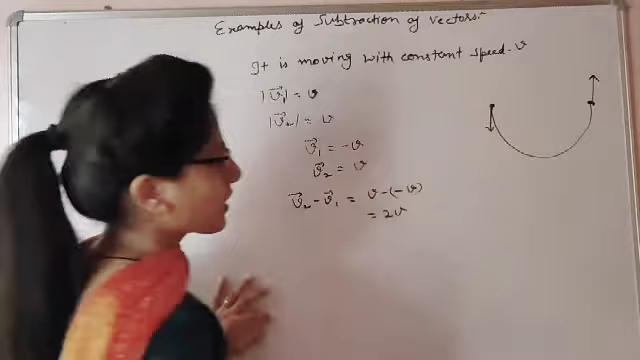 Examples of Subtraction of vectors:-
It is moving with constant speed. v
|v⃗₁| = v
|v⃗₂| = v
v⃗₁ = -v
v⃗₂ = v
v⃗₂ - v⃗₁ = v - (-v)
= 2v